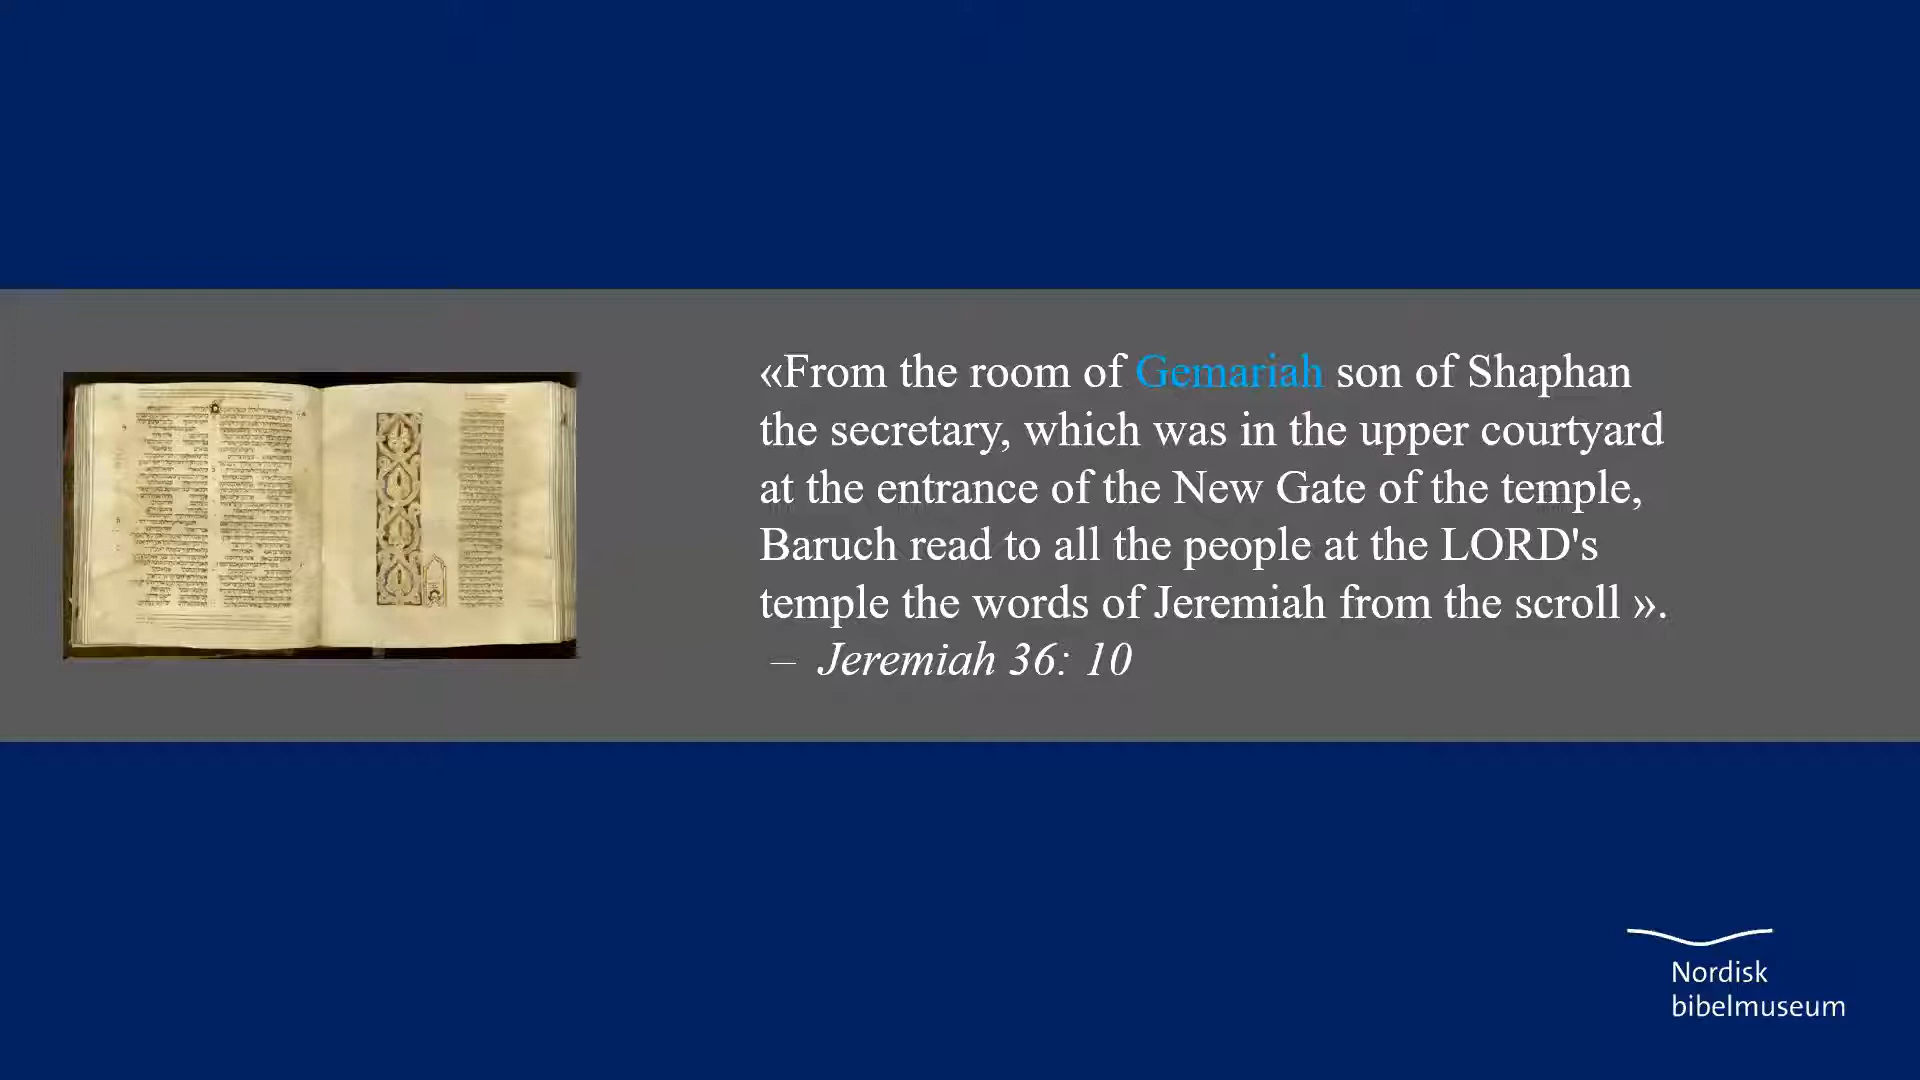 «From the room of Gemariah son of Shaphan
the secretary, which was in the upper courtyard
at the entrance of the New Gate of the temple,
Baruch read to all the people at the LORD's
temple the words of Jeremiah from the scroll ».
– Jeremiah 36: 10
Nordisk
bibelmuseum